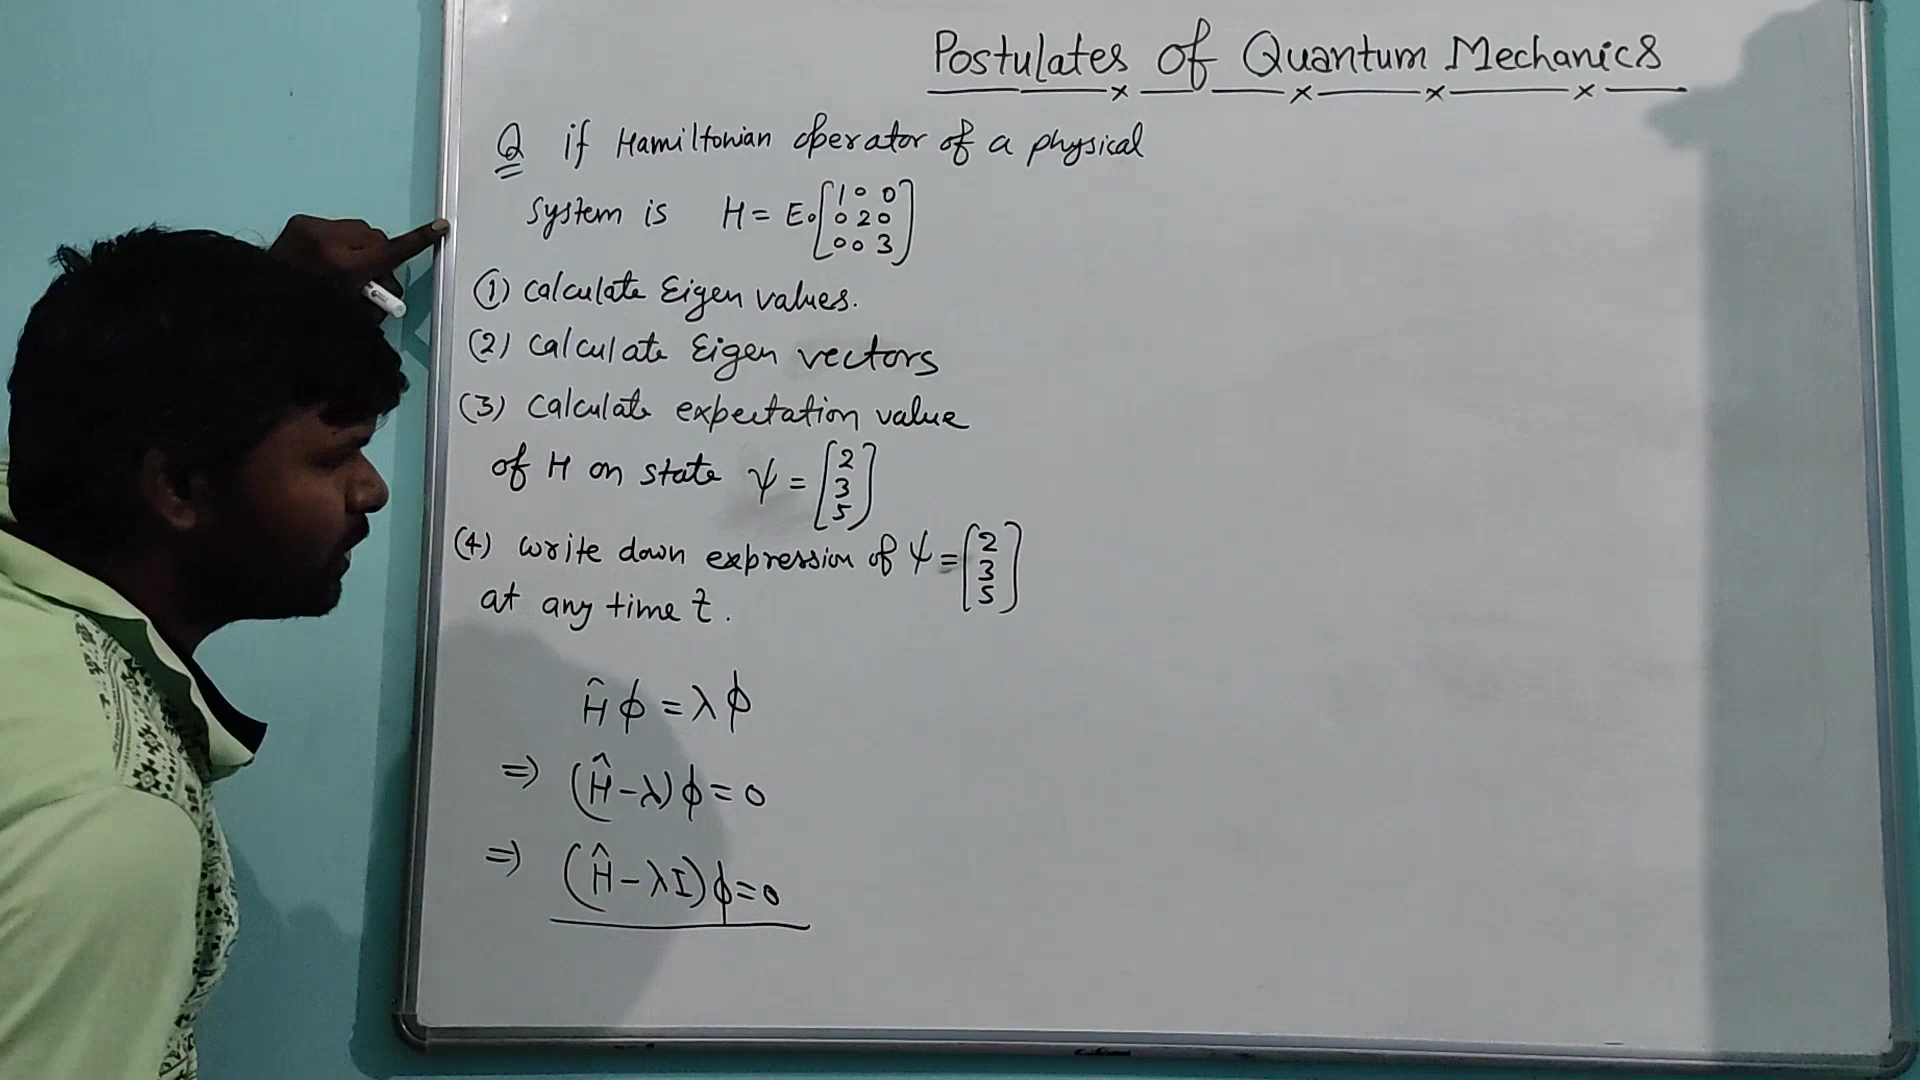 Postulates of Quantum Mechanics
Q if Hamiltonian operator of a physical
System is H = E₀ [1 0 0
0 2 0
0 0 3]
(1) Calculate Eigen values.
(2) Calculate Eigen vectors
(3) Calculate expectation value
of H on state ψ = [2
3
5]
(4) write down expression of ψ = [2
3
5]
at any time t.
Ĥϕ = λϕ
⇒ (Ĥ-λ)ϕ = 0
⇒ (Ĥ-λI)ϕ=0